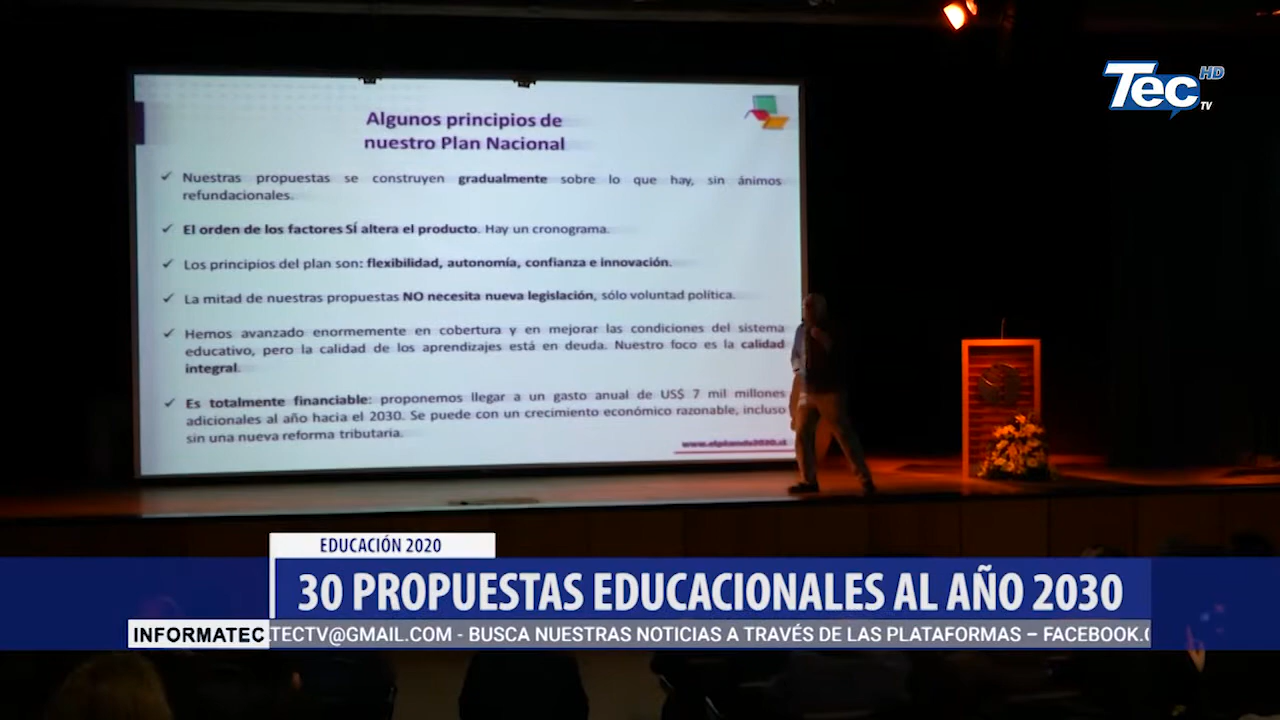 Tec HD
TV
Algunos principios de
nuestro Plan Nacional
✓ Nuestras propuestas se construyen gradualmente sobre lo que hay, sin ánimos
refundacionales.
✓ El orden de los factores SÍ altera el producto. Hay un cronograma.
✓ Los principios del plan son: flexibilidad, autonomía, confianza e innovación.
✓ La mitad de nuestras propuestas NO necesita nueva legislación, sólo voluntad política.
✓ Hemos avanzado enormemente en cobertura y en mejorar las condiciones del sistema
educativo, pero la calidad de los aprendizajes está en deuda. Nuestro foco es la calidad
integral.
✓ Es totalmente financiable: proponemos llegar a un gasto anual de US$ 7 mil millones
adicionales al año hacia el 2030. Se puede con un crecimiento económico razonable, incluso
sin una nueva reforma tributaria.
EDUCACIÓN 2020
30 PROPUESTAS EDUCACIONALES AL AÑO 2030
INFORMATEC TECTV@GMAIL.COM - BUSCA NUESTRAS NOTICIAS A TRAVÉS DE LAS PLATAFORMAS – FACEBOOK.